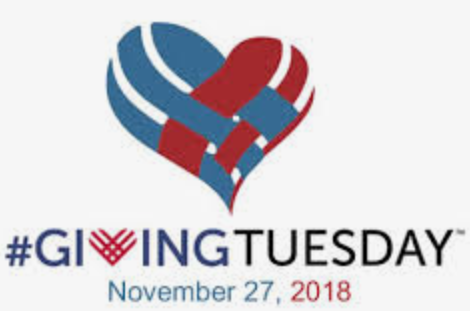 #GIVINGTUESDAY™
November 27, 2018